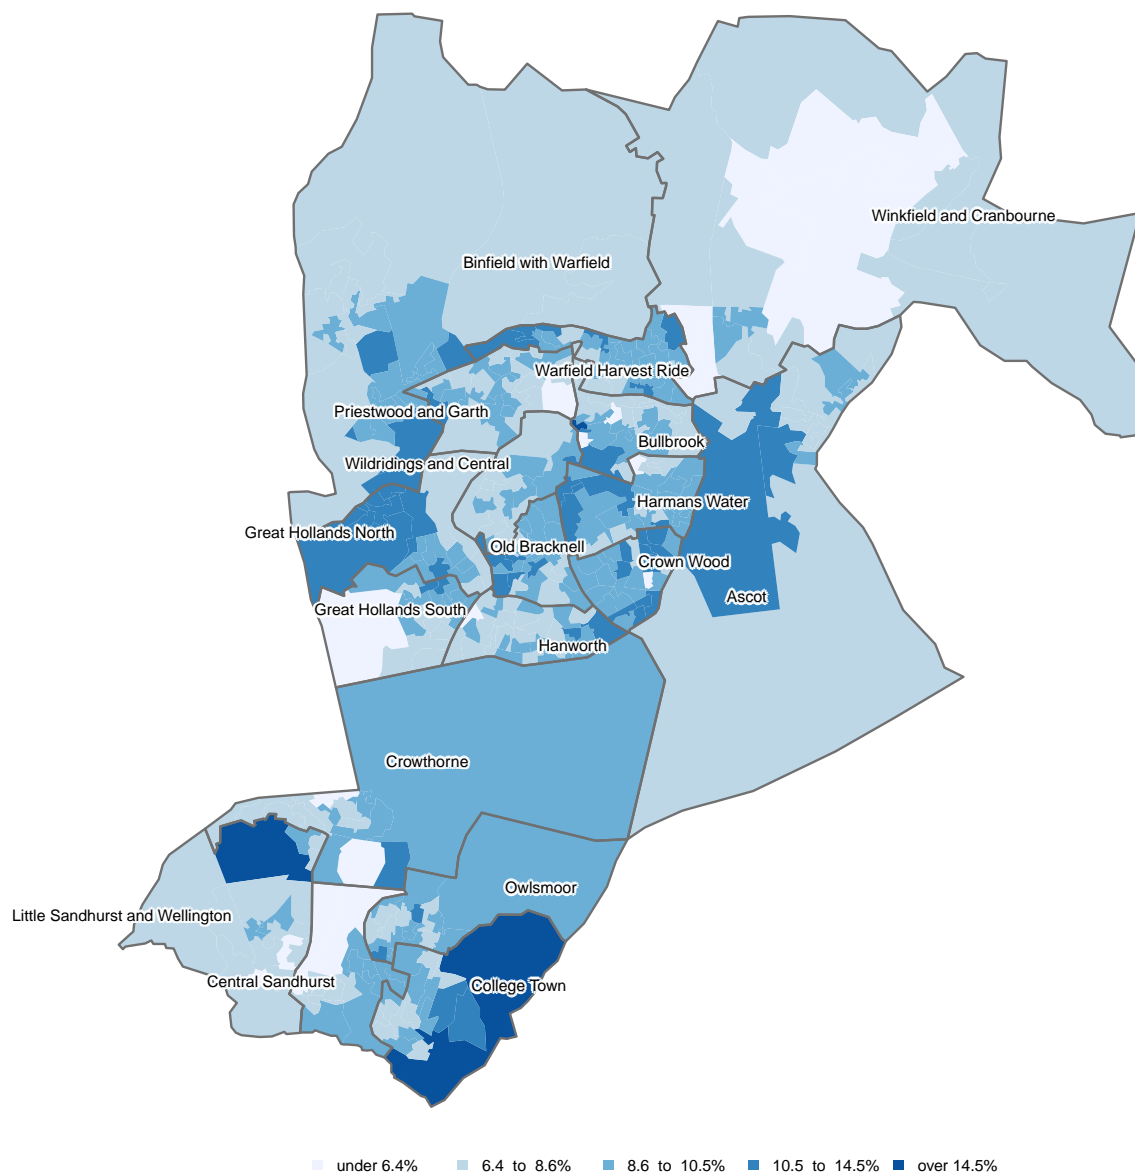 Winkfield and Cranbourne
Binfield with Warfield
Warfield Harvest Ride
Priestwood and Garth
Bullbrook
Wildridings and Central
Harmans Water
Great Hollands North
Old Bracknell
Crown Wood
Ascot
Great Hollands South
Hanworth
Crowthorne
Owlsmoor
Little Sandhurst and Wellington
Central Sandhurst
College Town
under 6.4% 6.4 to 8.6% 8.6 to 10.5% 10.5 to 14.5% over 14.5%